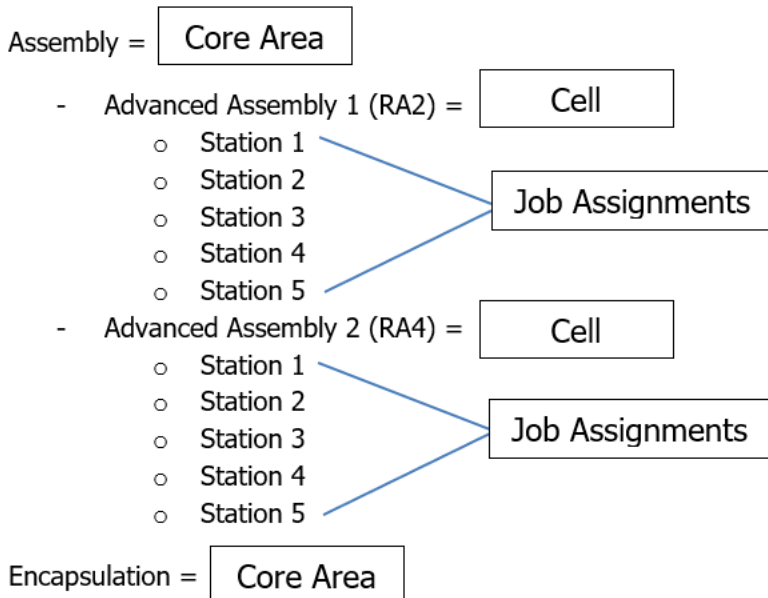 Assembly = Core Area
- Advanced Assembly 1 (RA2) = Cell
o Station 1
o Station 2
Job Assignments
o Station 3
o Station 4
o Station 5
- Advanced Assembly 2 (RA4) = Cell
o Station 1
o Station 2
Job Assignments
o Station 3
o Station 4
o Station 5
Encapsulation = Core Area